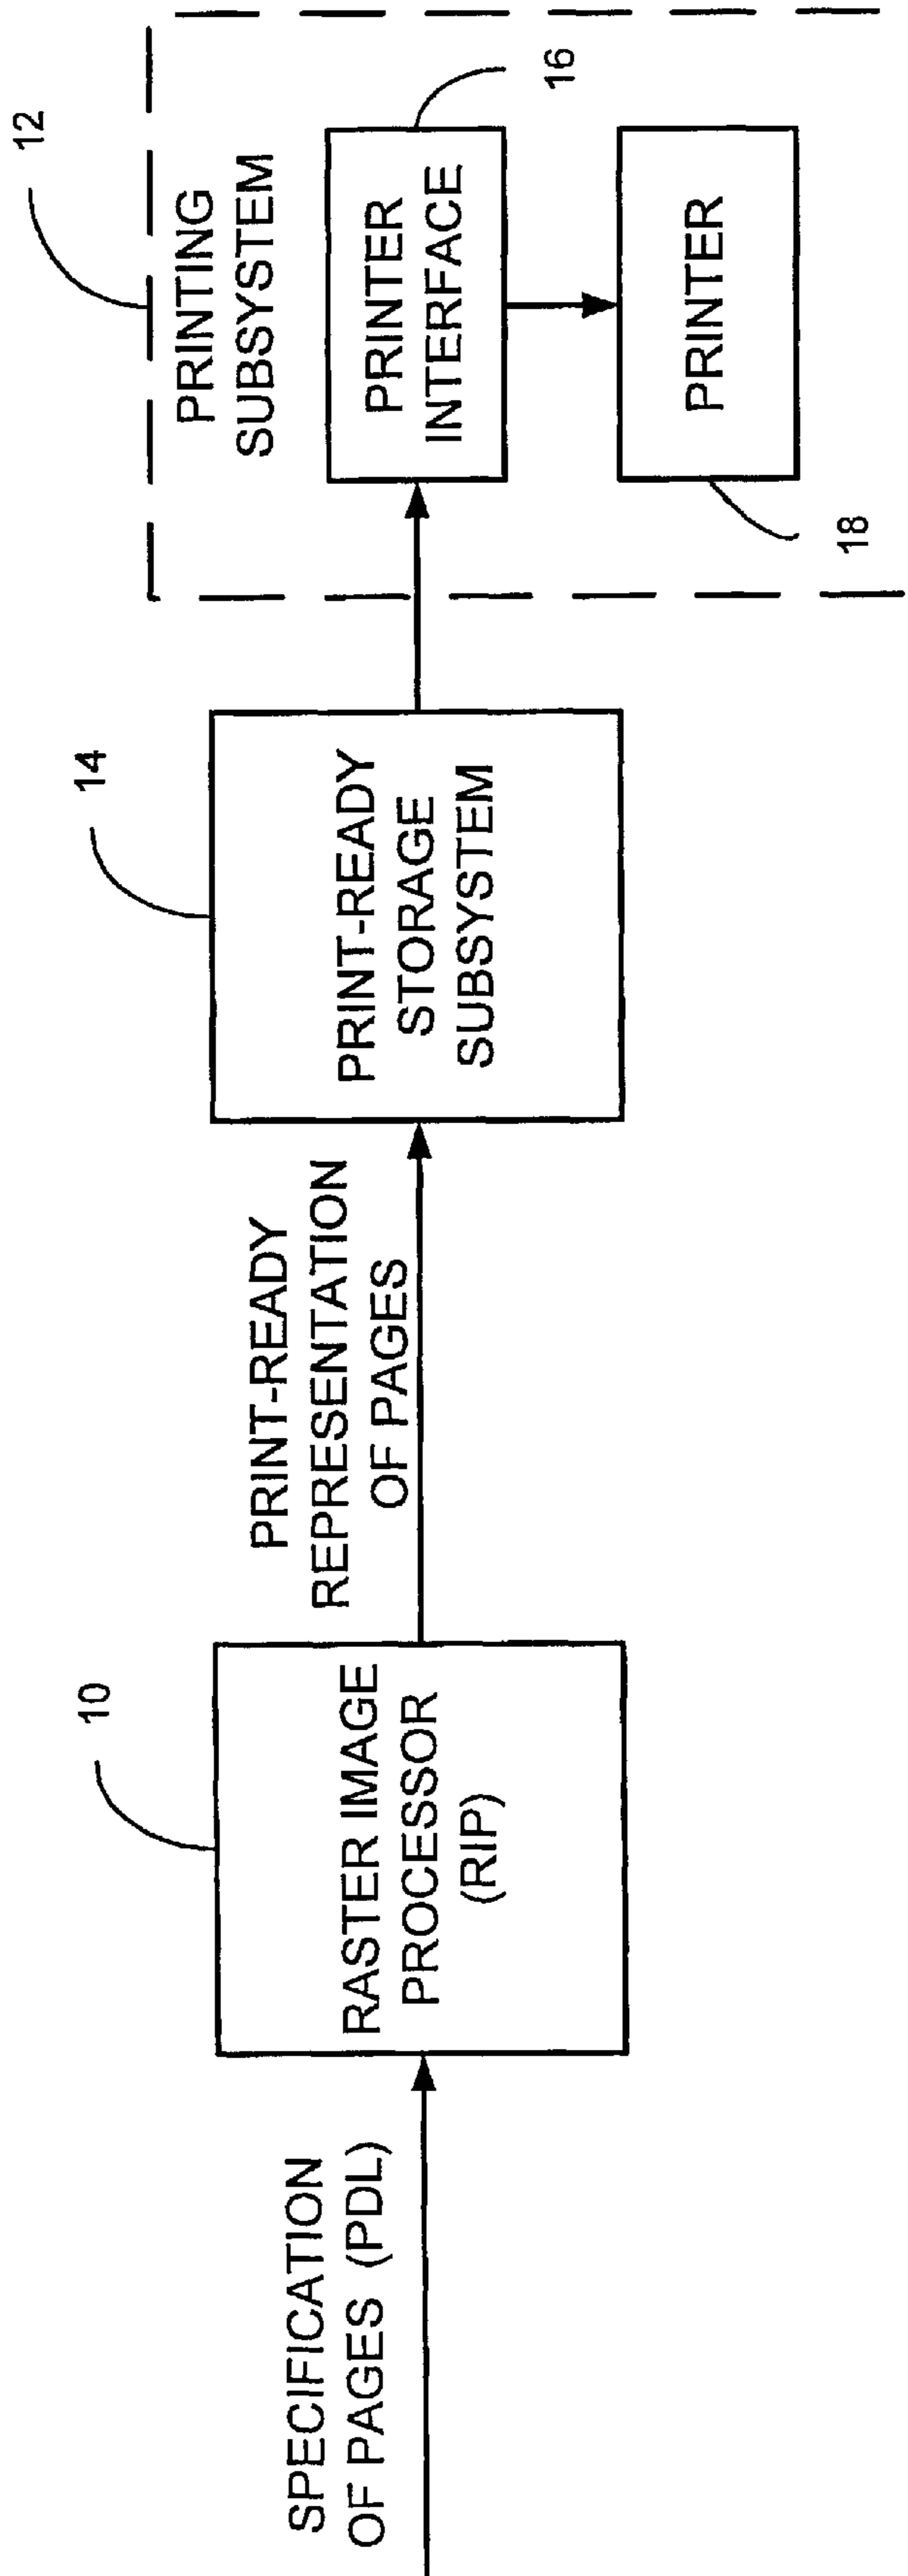 SPECIFICATION
OF PAGES (PDL)
10
RASTER IMAGE
PROCESSOR
(RIP)
PRINT-READY
REPRESENTATION
OF PAGES
14
PRINT-READY
STORAGE
SUBSYSTEM
12
PRINTING
SUBSYSTEM
PRINTER
INTERFACE
16
PRINTER
18